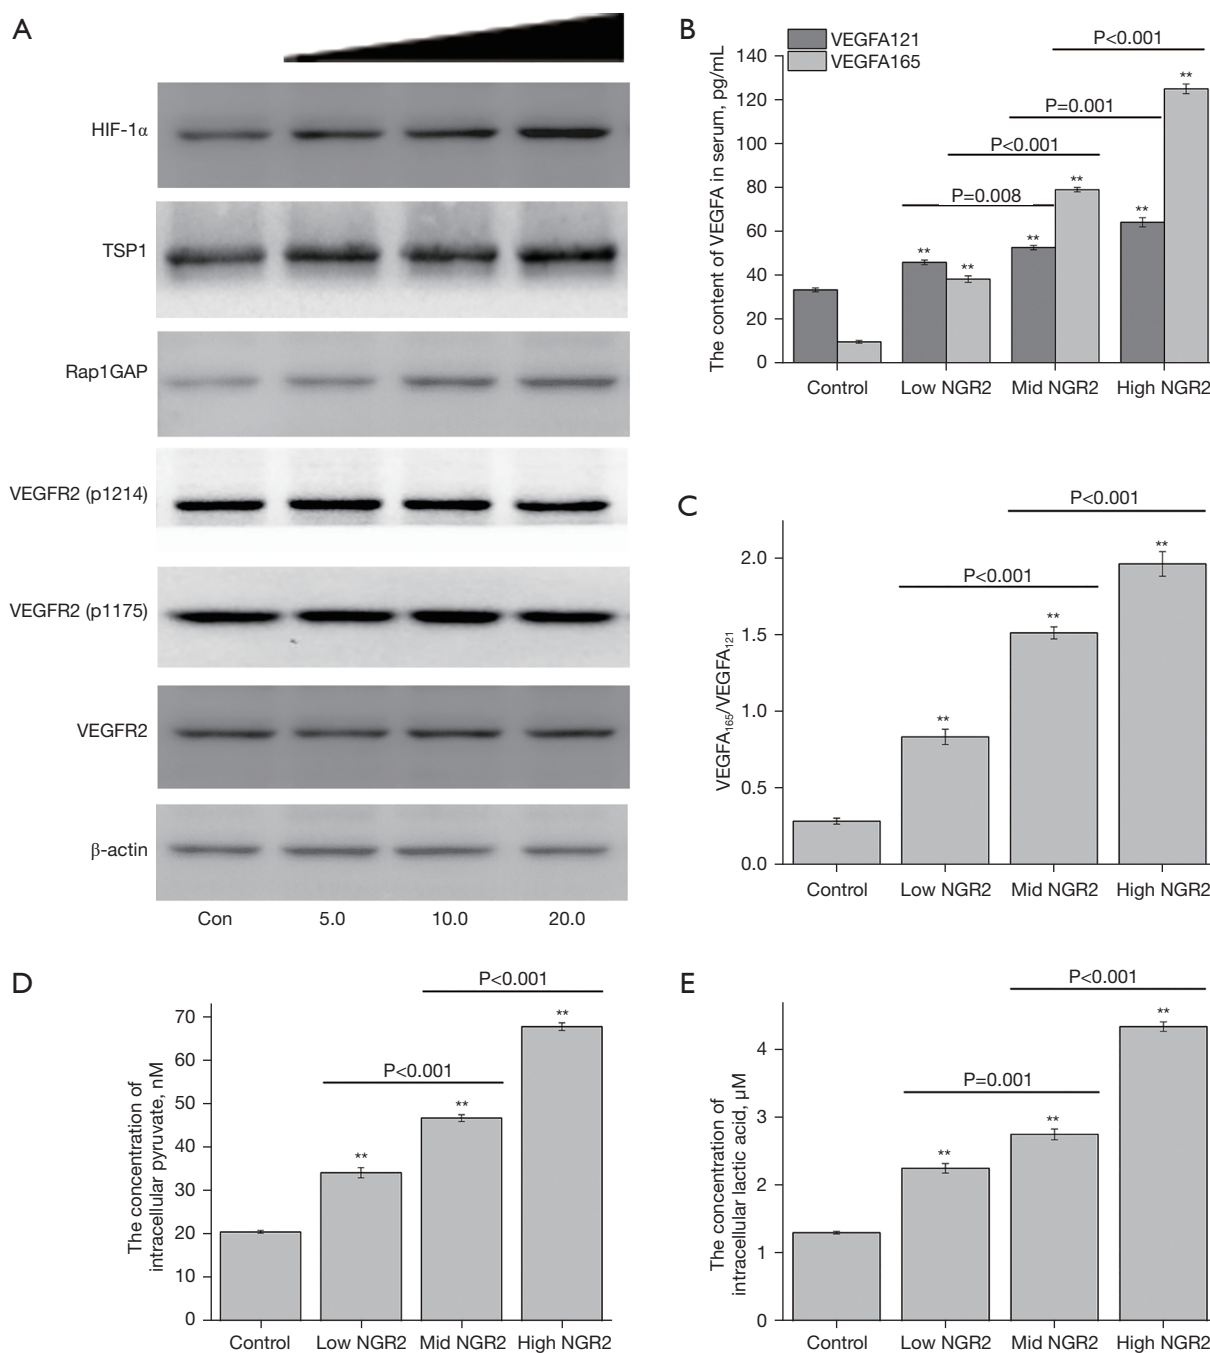 A
HIF-1α
TSP1
Rap1GAP
VEGFR2 (p1214)
VEGFR2 (p1175)
VEGFR2
β-actin
Con 5.0 10.0 20.0
B
VEGFA121
VEGFA165
P<0.001
P=0.001
P<0.001
P=0.008
The content of VEGFA in serum, pg/mL
140
120
100
80
60
40
20
0
**
**
**
**
**
**
Control Low NGR2 Mid NGR2 High NGR2
C
P<0.001
P<0.001
VEGFA165/VEGFA121
2.0
1.5
1.0
0.5
0.0
**
**
**
Control Low NGR2 Mid NGR2 High NGR2
D
P<0.001
P<0.001
The concentration of
intracellular pyruvate, nM
70
60
50
40
30
20
10
0
**
**
**
Control Low NGR2 Mid NGR2 High NGR2
E
P<0.001
P=0.001
The concentration of
intracellular lactic acid, μM
4
3
2
1
0
**
**
**
Control Low NGR2 Mid NGR2 High NGR2